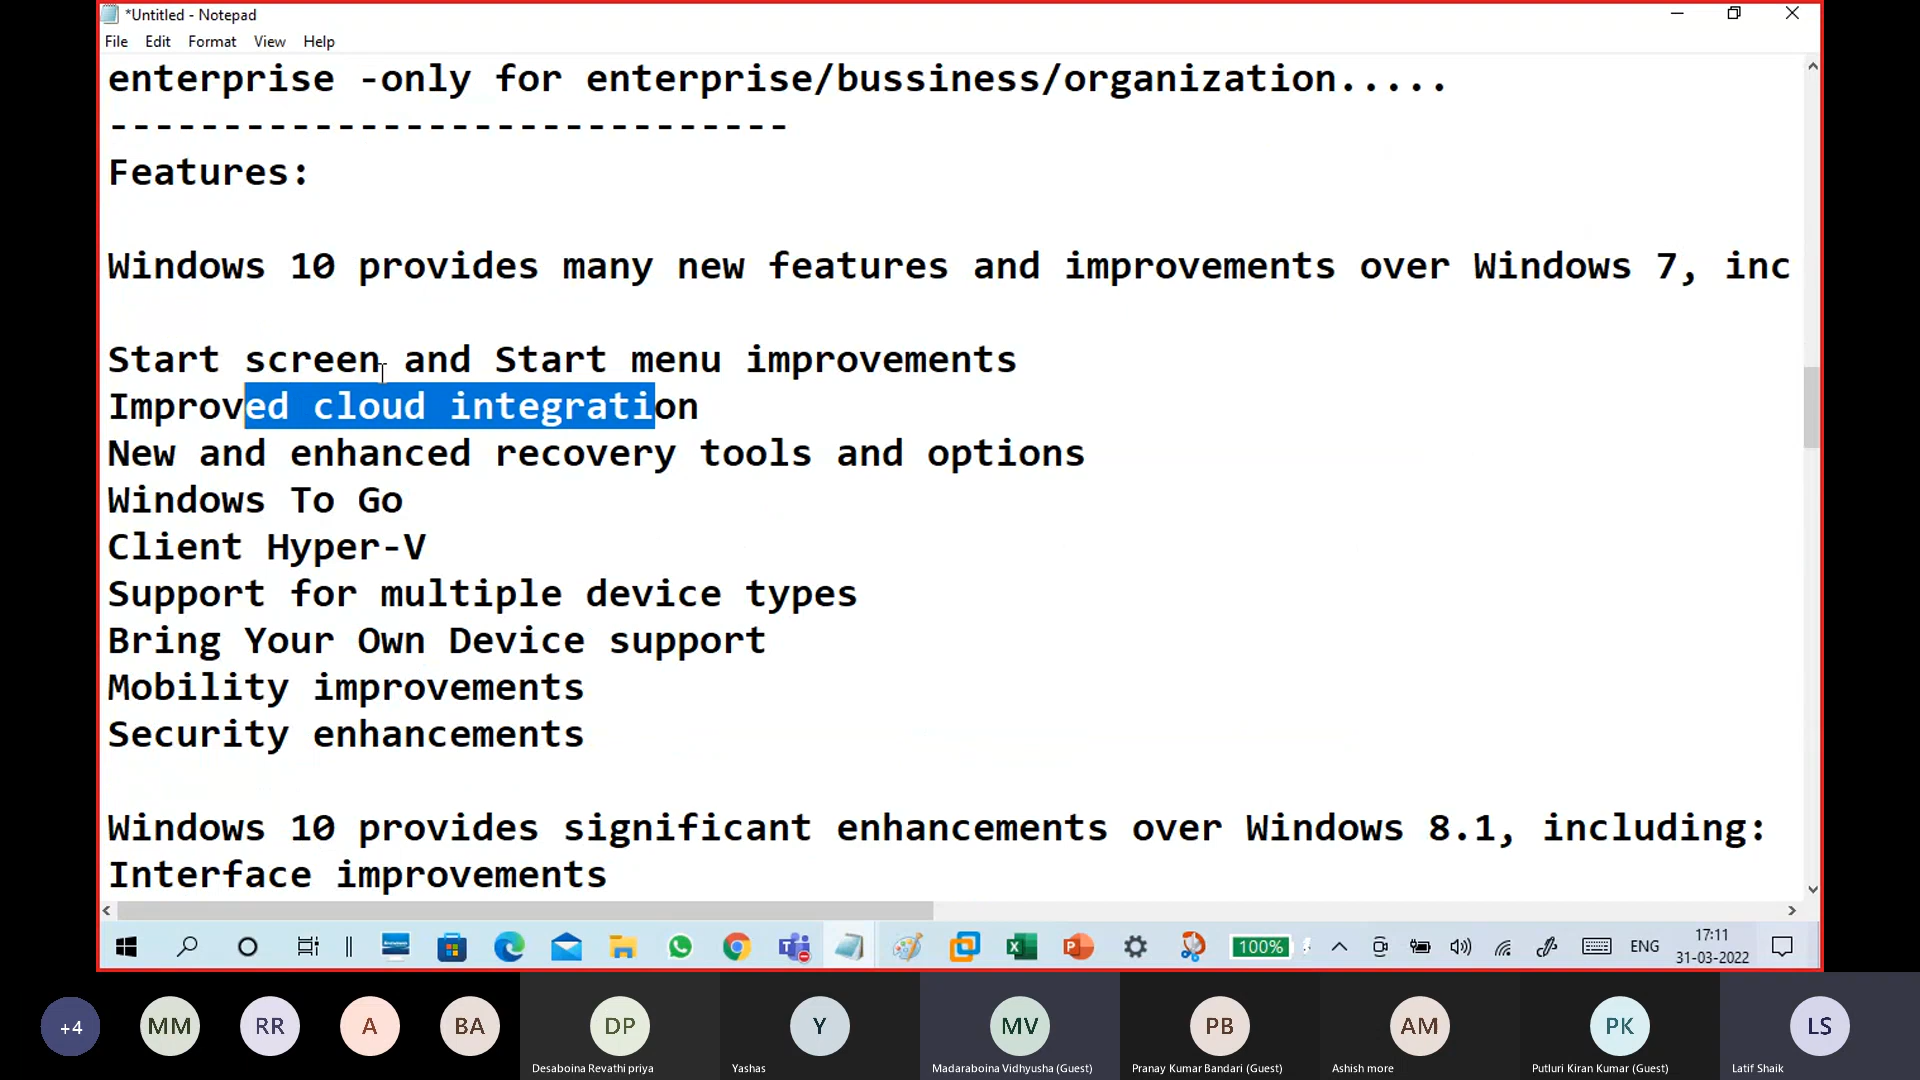 *Untitled - Notepad
File Edit Format View Help
enterprise -only for enterprise/bussiness/organization.....
------------------------------
Features:
Windows 10 provides many new features and improvements over Windows 7, inc
Start screen and Start menu improvements
Improved cloud integration
New and enhanced recovery tools and options
Windows To Go
Client Hyper-V
Support for multiple device types
Bring Your Own Device support
Mobility improvements
Security enhancements
Windows 10 provides significant enhancements over Windows 8.1, including:
Interface improvements
100% ENG 17:11
31-03-2022
+4 MM RR A BA DP Y MV PB AM PK LS
Desaboina Revathi priya Yashas Madaraboina Vidhyusha (Guest) Pranay Kumar Bandari (Guest) Ashish more Putluri Kiran Kumar (Guest) Latif Shaik